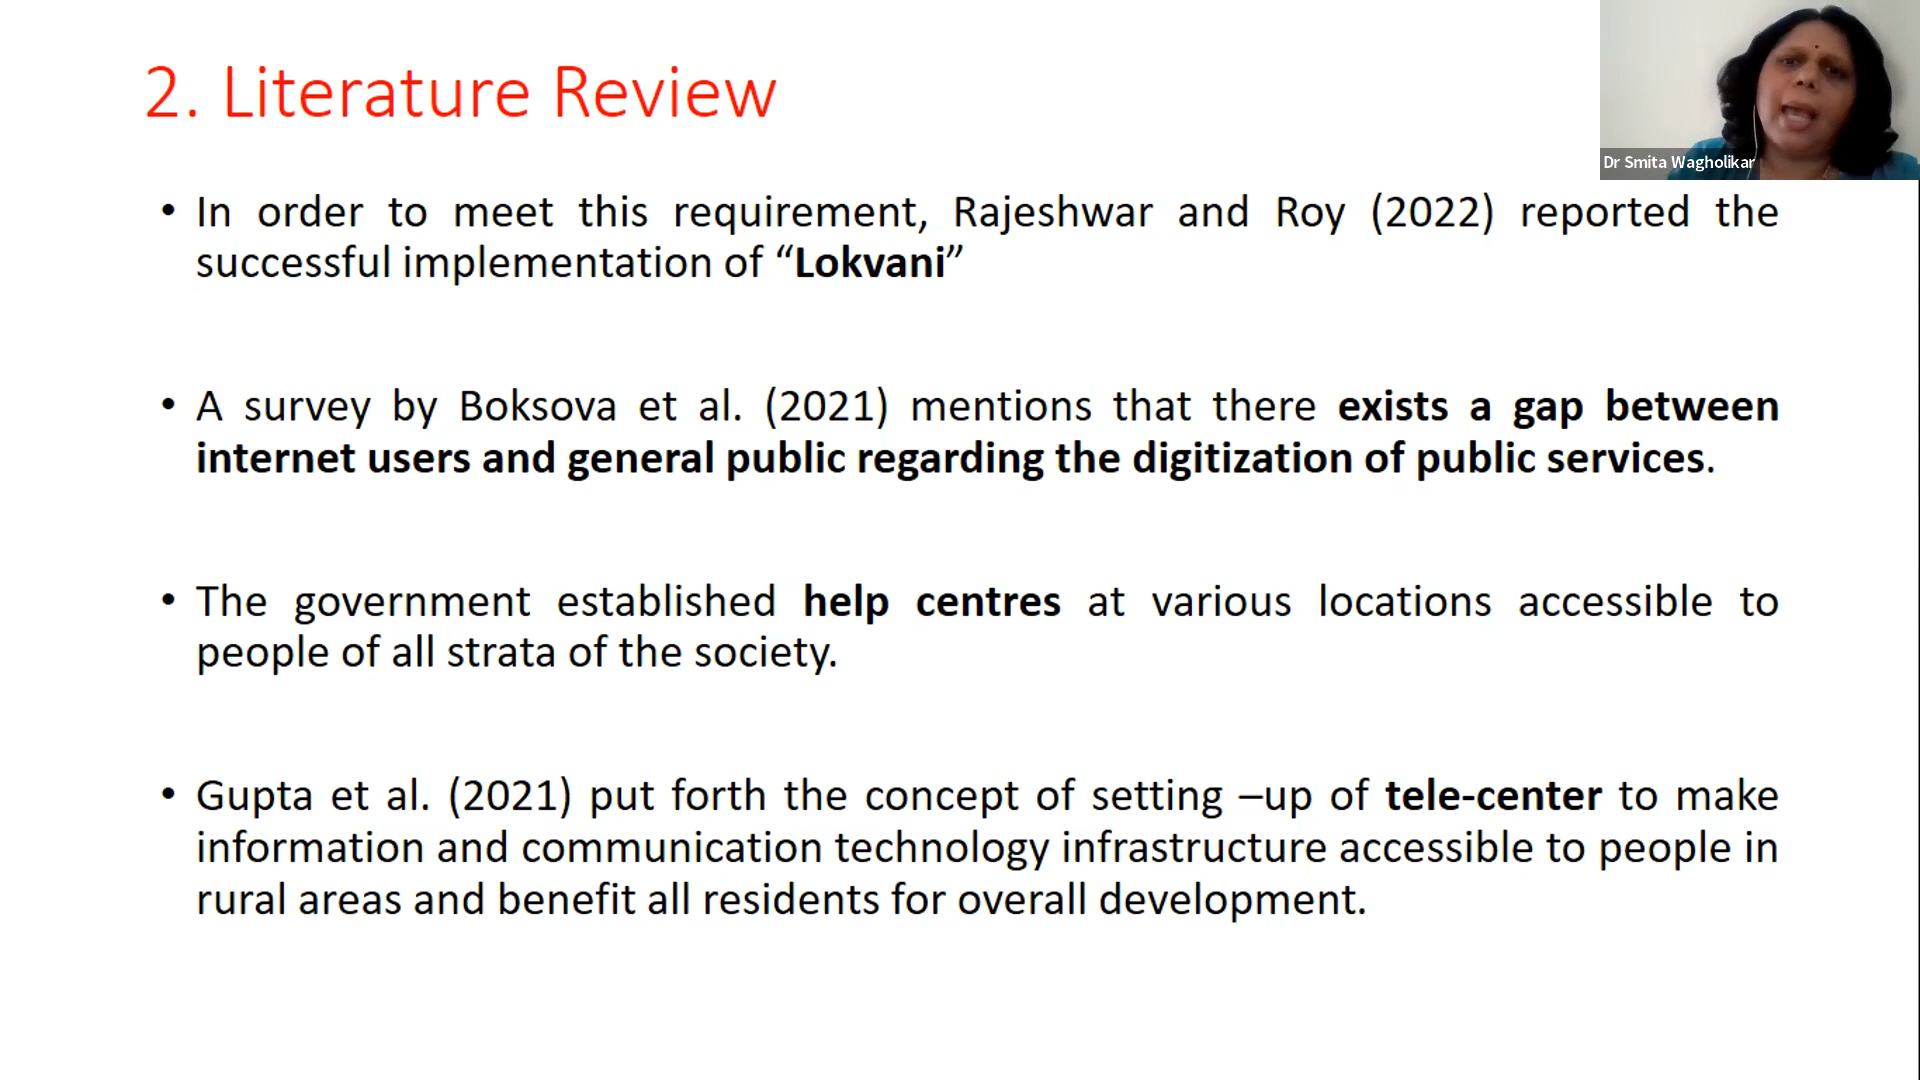 2. Literature Review
Dr Smita Wagholikar
• In order to meet this requirement, Rajeshwar and Roy (2022) reported the
successful implementation of “Lokvani”
• A survey by Boksova et al. (2021) mentions that there exists a gap between
internet users and general public regarding the digitization of public services.
• The government established help centres at various locations accessible to
people of all strata of the society.
• Gupta et al. (2021) put forth the concept of setting –up of tele-center to make
information and communication technology infrastructure accessible to people in
rural areas and benefit all residents for overall development.